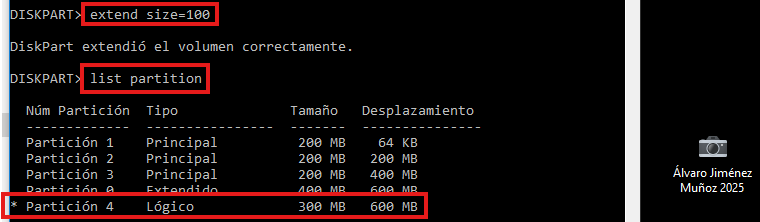 DISKPART> extend size=100
DiskPart extendió el volumen correctamente.
DISKPART> list partition
Núm Partición  Tipo              Tamaño   Desplazamiento
-------------- ---------------- ------- ---------------
Partición 1    Principal          200 MB    64 KB
Partición 2    Principal          200 MB   200 MB
Partición 3    Principal          200 MB   400 MB
Partición 0    Extendido          400 MB   600 MB
* Partición 4    Lógico             300 MB   600 MB
Álvaro Jiménez
Muñoz 2025